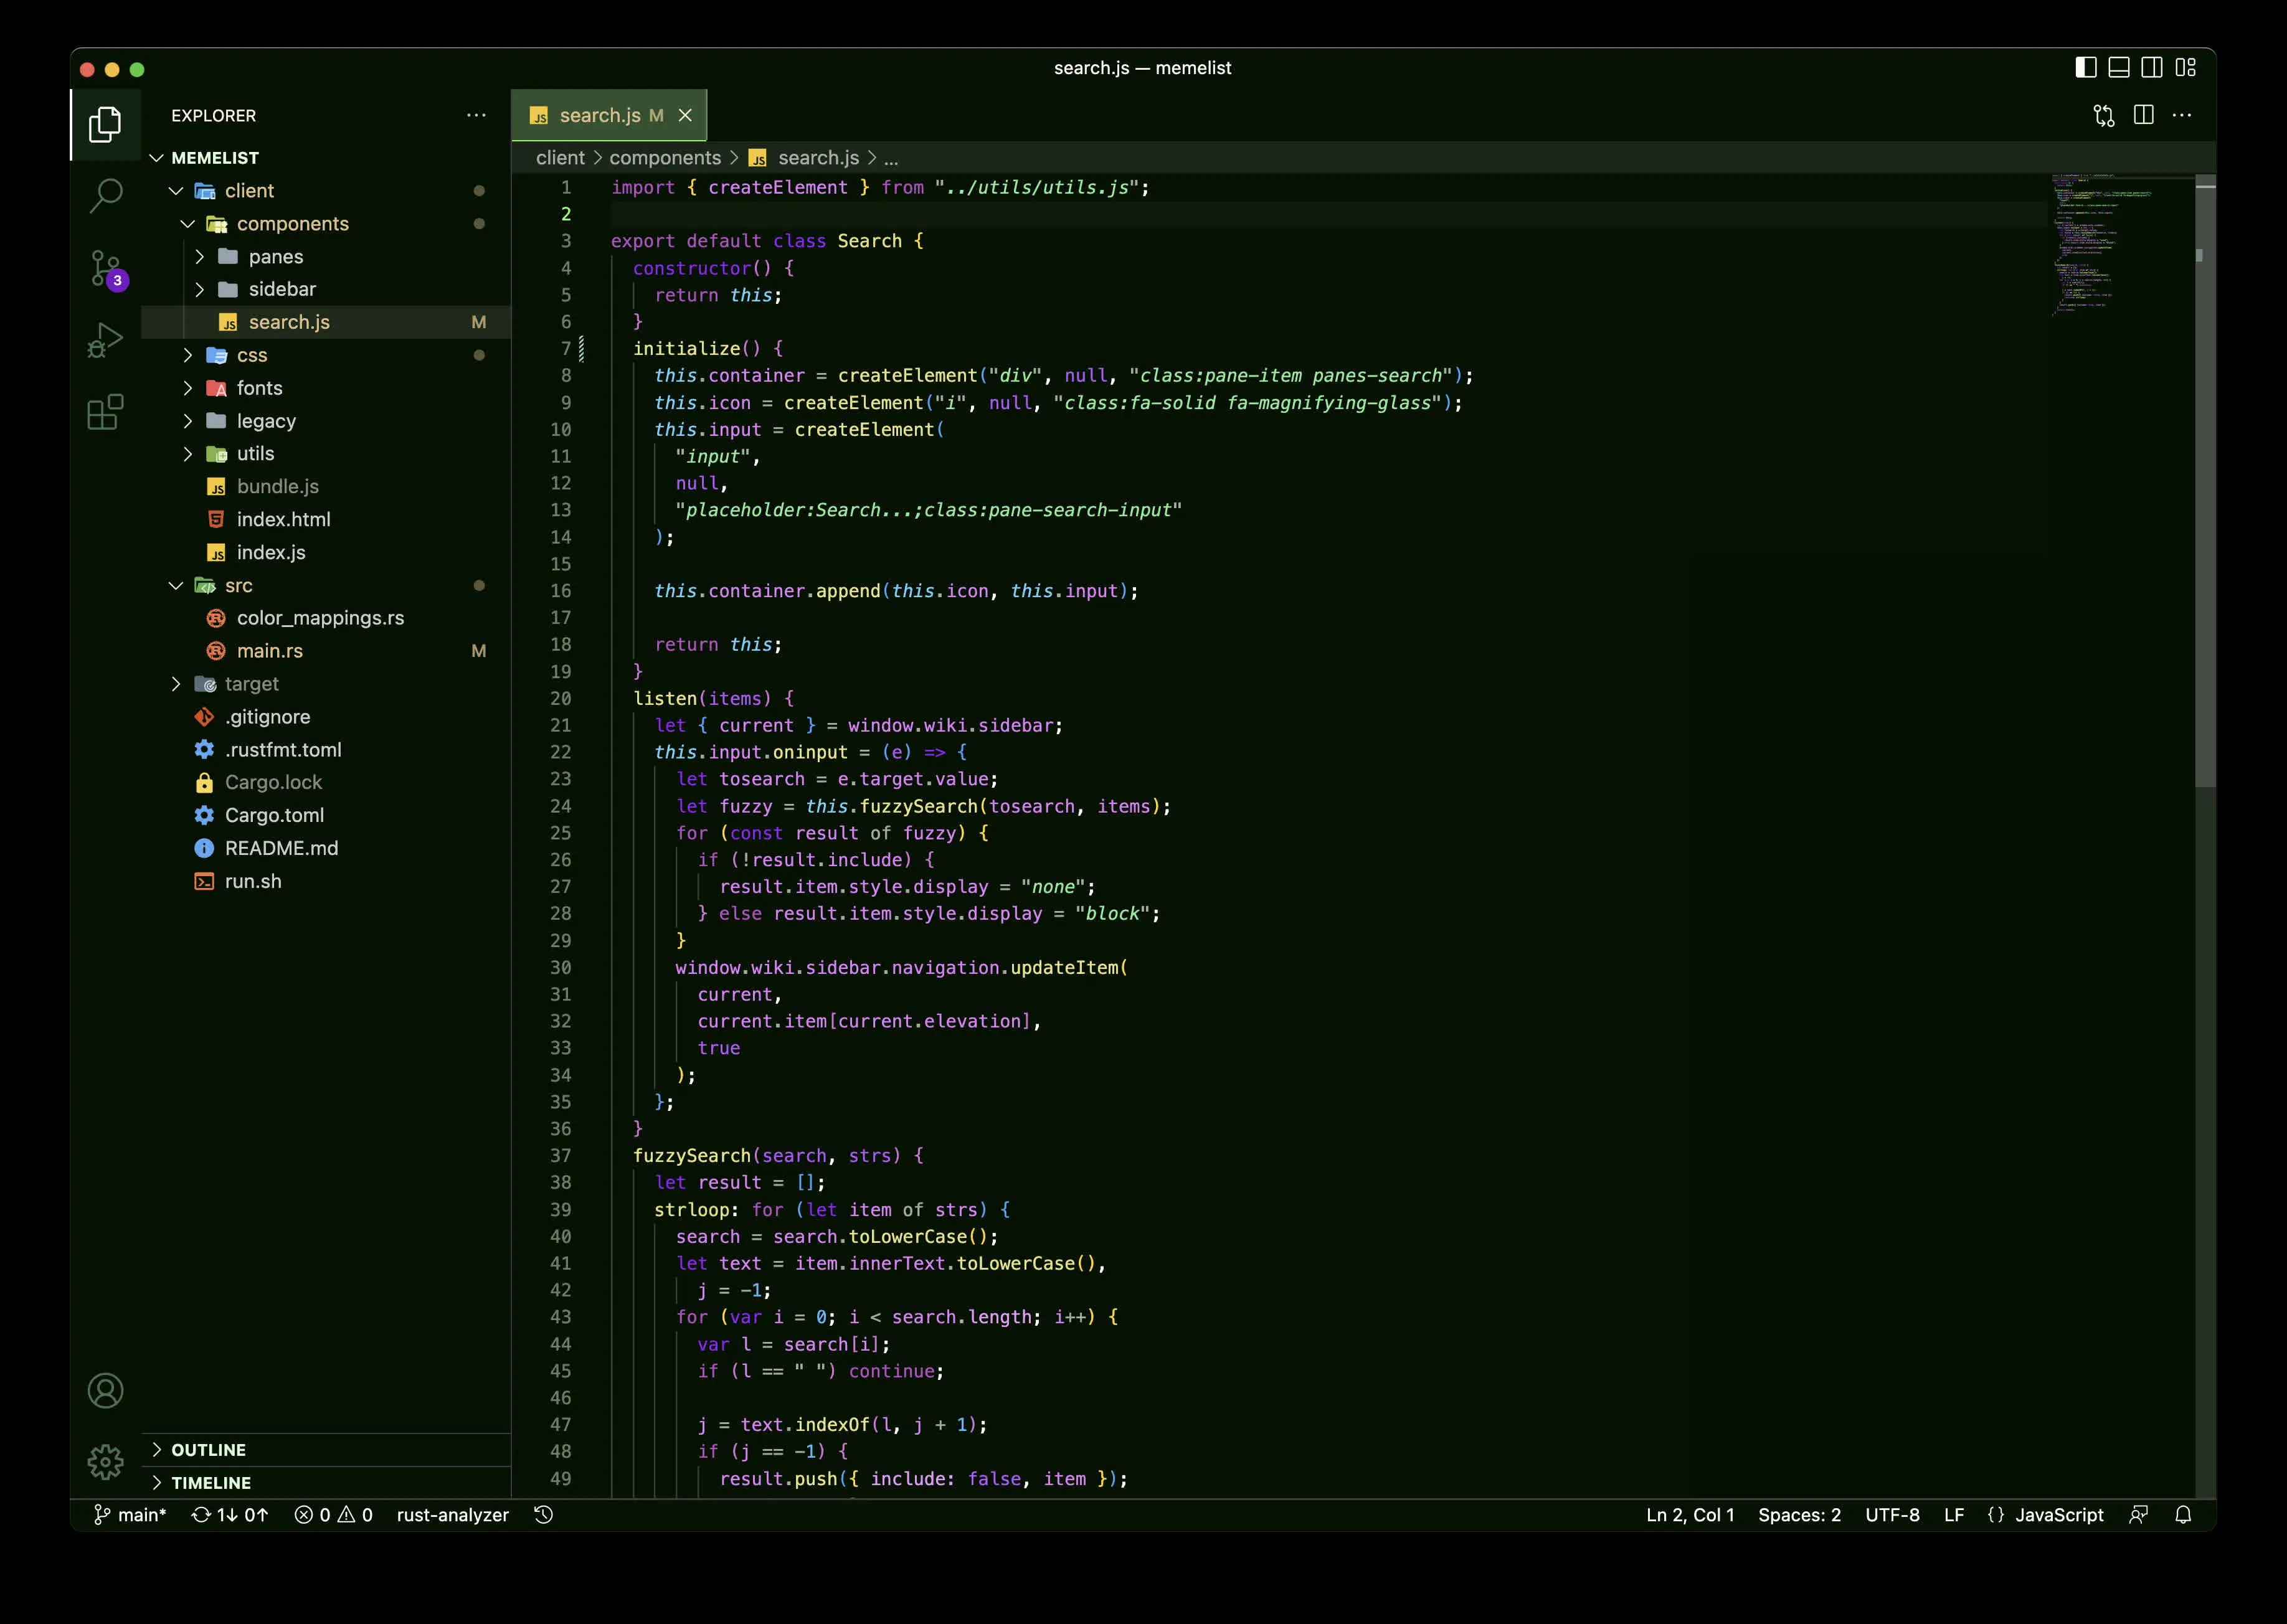 search.js — memelist
EXPLORER
MEMELIST
client
components
panes
sidebar
search.js M
css
fonts
legacy
utils
bundle.js
index.html
index.js
src
color_mappings.rs
main.rs M
target
.gitignore
.rustfmt.toml
Cargo.lock
Cargo.toml
README.md
run.sh
OUTLINE
TIMELINE
3
search.js M
client > components > search.js > ...
1 import { createElement } from "../utils/utils.js";
2
3 export default class Search {
4 constructor() {
5 return this;
6 }
7 initialize() {
8 this.container = createElement("div", null, "class:pane-item panes-search");
9 this.icon = createElement("i", null, "class:fa-solid fa-magnifying-glass");
10 this.input = createElement(
11 "input",
12 null,
13 "placeholder:Search...;class:pane-search-input"
14 );
15
16 this.container.append(this.icon, this.input);
17
18 return this;
19 }
20 listen(items) {
21 let { current } = window.wiki.sidebar;
22 this.input.oninput = (e) => {
23 let tosearch = e.target.value;
24 let fuzzy = this.fuzzySearch(tosearch, items);
25 for (const result of fuzzy) {
26 if (!result.include) {
27 result.item.style.display = "none";
28 } else result.item.style.display = "block";
29 }
30 window.wiki.sidebar.navigation.updateItem(
31 current,
32 current.item[current.elevation],
33 true
34 );
35 };
36 }
37 fuzzySearch(search, strs) {
38 let result = [];
39 strloop: for (let item of strs) {
40 search = search.toLowerCase();
41 let text = item.innerText.toLowerCase(),
42 j = -1;
43 for (var i = 0; i < search.length; i++) {
44 var l = search[i];
45 if (l == " ") continue;
46
47 j = text.indexOf(l, j + 1);
48 if (j == -1) {
49 result.push({ include: false, item });
main* 1↓ 0↑ 0 0 rust-analyzer
Ln 2, Col 1 Spaces: 2 UTF-8 LF {} JavaScript